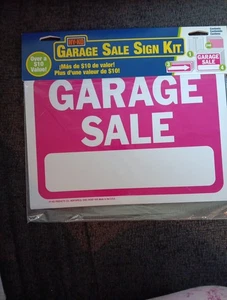 GARAGE SALE SIGN KIT
Over a
$10
Value!
¡Más de $10 de valor!
Plus d'une valeur de $10!
GARAGE
SALE
GARAGE
SALE